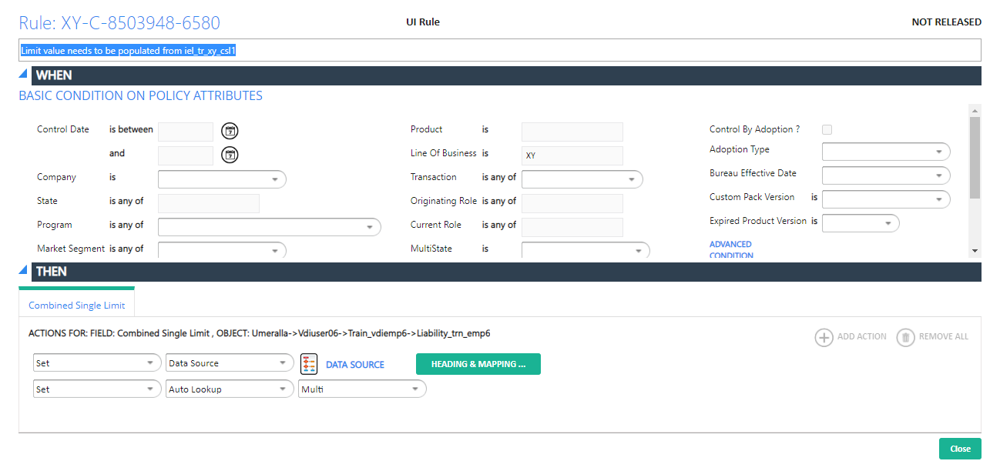 Rule: XY-C-8503948-6580 UI Rule NOT RELEASED
Limit value needs to be populated from iel_tr_xy_csl1
WHEN
BASIC CONDITION ON POLICY ATTRIBUTES
Control Date is between 7 Product is Control By Adoption ?
and 7 Line Of Business is XY Adoption Type
Company is Transaction is any of Bureau Effective Date
State is any of Originating Role is any of Custom Pack Version is
Program is any of Current Role is any of Expired Product Version is
Market Segment is any of MultiState is ADVANCED
CONDITION
THEN
Combined Single Limit
ACTIONS FOR: FIELD: Combined Single Limit , OBJECT: Umeralla->Vdiuser06->Train_vdiemp6->Liability_trn_emp6 ADD ACTION REMOVE ALL
Set Data Source DATA SOURCE HEADING & MAPPING ...
Set Auto Lookup Multi
Close